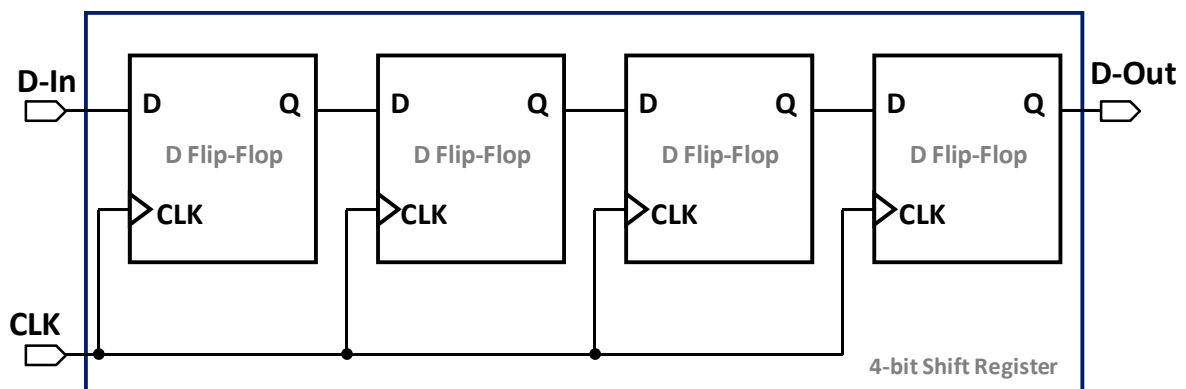 D-In
D-Out
D Q D Q D Q D Q
D Flip-Flop D Flip-Flop D Flip-Flop D Flip-Flop
CLK CLK CLK CLK
CLK
4-bit Shift Register